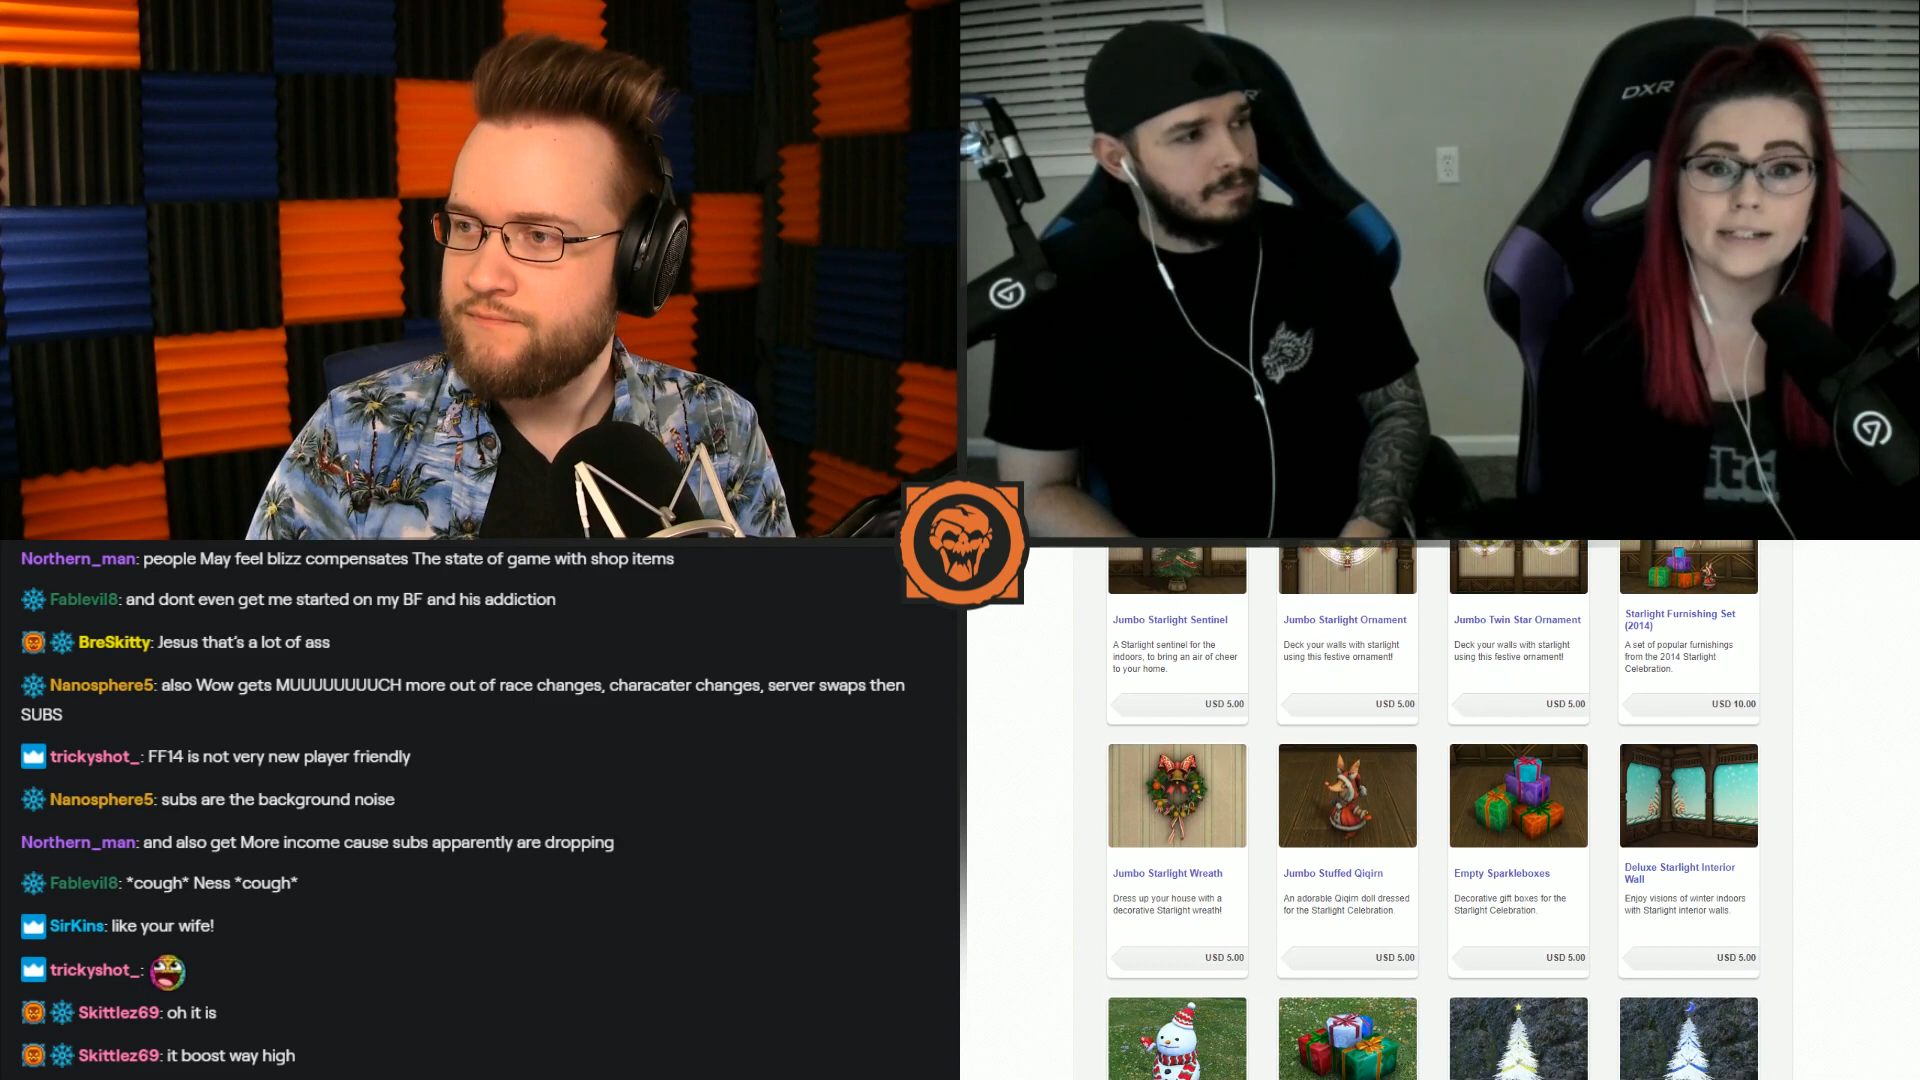 DXR
Northern_man: people May feel blizz compensates The state of game with shop items
Fablevil8: and dont even get me started on my BF and his addiction
BreSkitty: Jesus that's a lot of ass
Nanosphere5: also Wow gets MUUUUUUUUCH more out of race changes, characater changes, server swaps then
SUBS
trickyshot_: FF14 is not very new player friendly
Nanosphere5: subs are the background noise
Northern_man: and also get More income cause subs apparently are dropping
Fablevil8: *cough* Ness *cough*
SirKins: like your wife!
trickyshot_:
Skittlez69: oh it is
Skittlez69: it boost way high
Jumbo Starlight Sentinel
A Starlight sentinel for the
indoors, to bring an air of cheer
to your home.
USD 5.00
Jumbo Starlight Ornament
Deck your walls with starlight
using this festive ornament!
USD 5.00
Jumbo Twin Star Ornament
Deck your walls with starlight
using this festive ornament!
USD 5.00
Starlight Furnishing Set
(2014)
A set of popular furnishings
from the 2014 Starlight
Celebration.
USD 10.00
Jumbo Starlight Wreath
Dress up your house with a
decorative Starlight wreath!
USD 5.00
Jumbo Stuffed Qiqirn
An adorable Qiqirn doll dressed
for the Starlight Celebration.
USD 5.00
Empty Sparkleboxes
Decorative gift boxes for the
Starlight Celebration.
USD 5.00
Deluxe Starlight Interior
Wall
Enjoy visions of winter indoors
with Starlight interior walls.
USD 5.00